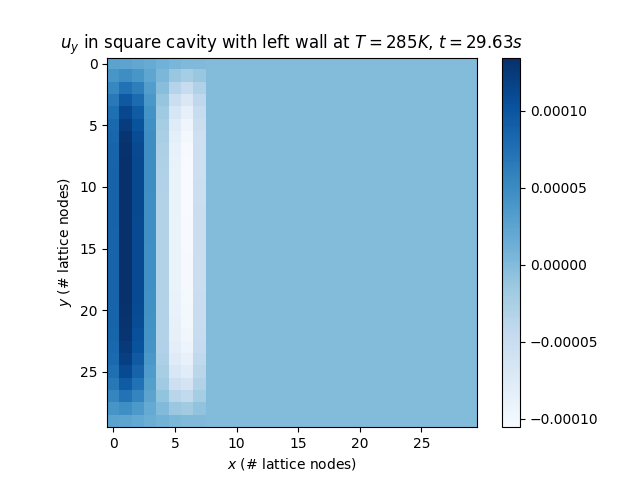 u_y in square cavity with left wall at T = 285K, t = 29.63s
0
5
10
15
20
25
y (# lattice nodes)
0 5 10 15 20 25
x (# lattice nodes)
0.00010
0.00005
0.00000
−0.00005
−0.00010